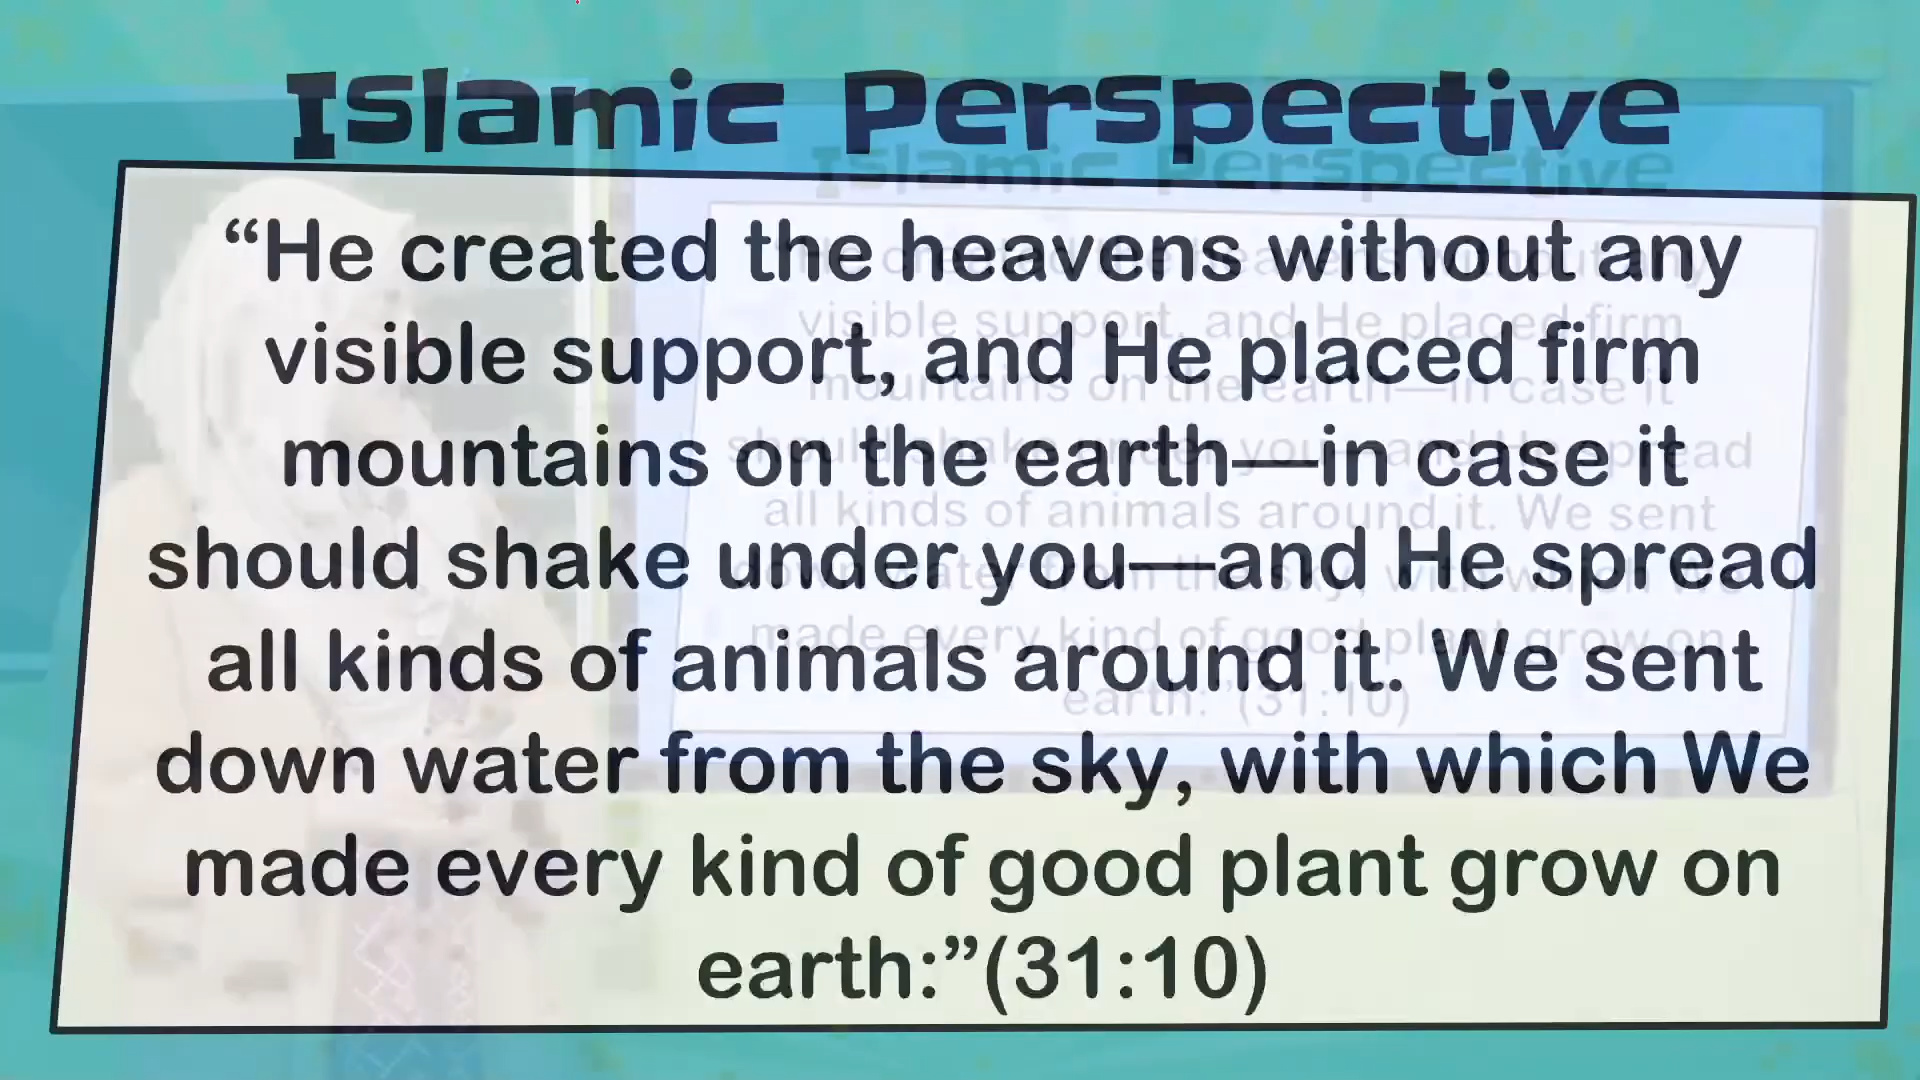 Islamic Perspective
“He created the heavens without any
visible support, and He placed firm
mountains on the earth—in case it
should shake under you—and He spread
all kinds of animals around it. We sent
down water from the sky, with which We
made every kind of good plant grow on
earth:”(31:10)